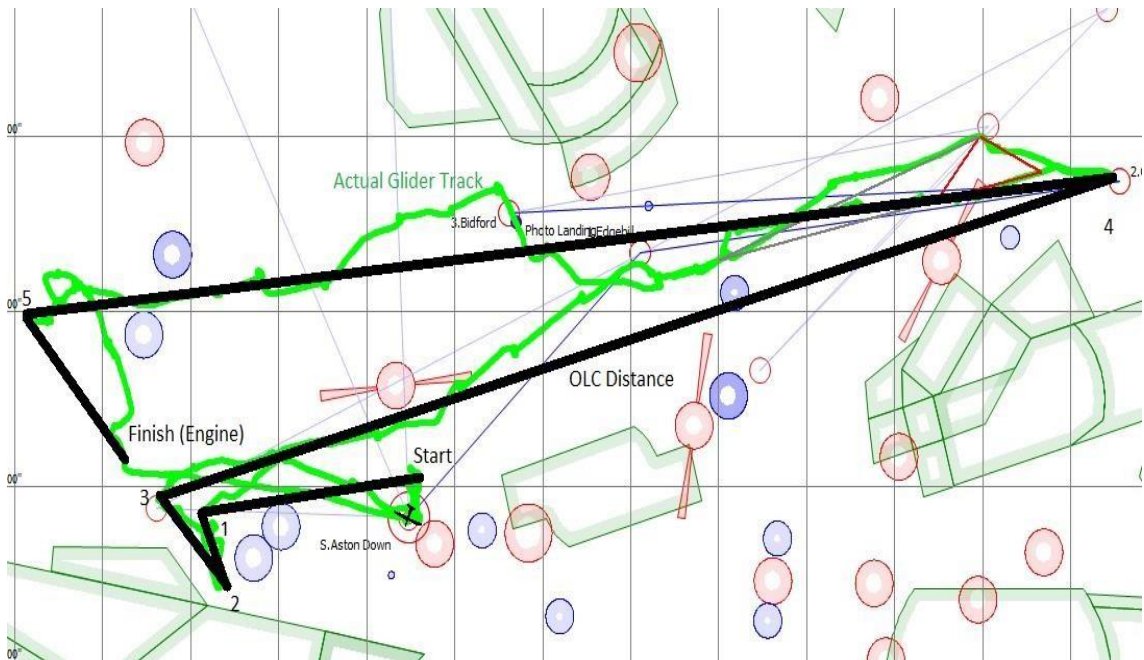 00"
2.
Actual Glider Track
3.Bidford
Photo Landing
Edgehill
4
5
00"
OLC Distance
Finish (Engine)
Start
3
00"
1
S.Aston Down
2
00"